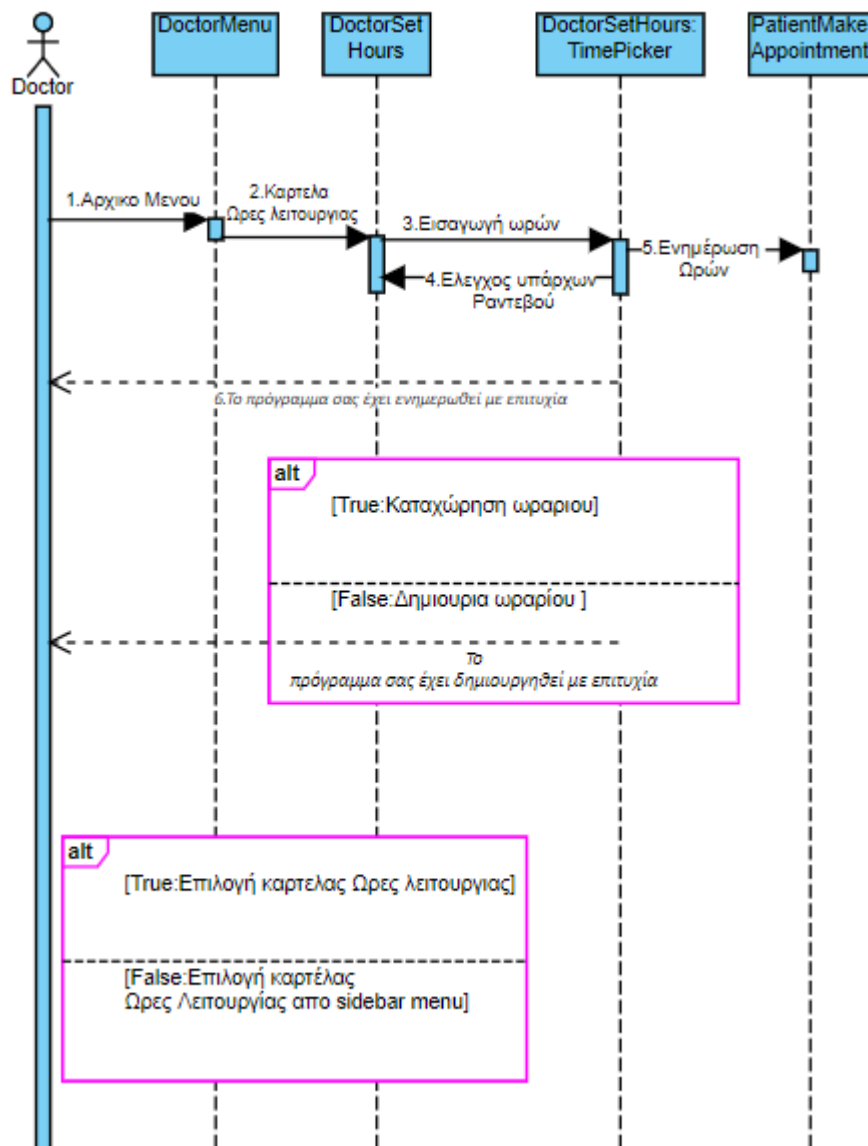 DoctorMenu
DoctorSet
Hours
DoctorSetHours:
TimePicker
PatientMake
Appointment
Doctor
1.Αρχικο Μενου
2.Καρτελα
Ωρες λειτουργιας
3.Εισαγωγή ωρών
4.Ελεγχος υπάρχων
Ραντεβού
5.Ενημέρωση
Ωρών
6.Το πρόγραμμα σας έχει ενημερωθεί με επιτυχία
alt
[True:Καταχώρηση ωραριου]
[False:Δημιουρια ωραρίου ]
Το
πρόγραμμα σας έχει δημιουργηθεί με επιτυχία
alt
[True:Επιλογή καρτελας Ωρες λειτουργιας]
[False:Επιλογή καρτέλας
Ωρες Λειτουργίας απο sidebar menu]